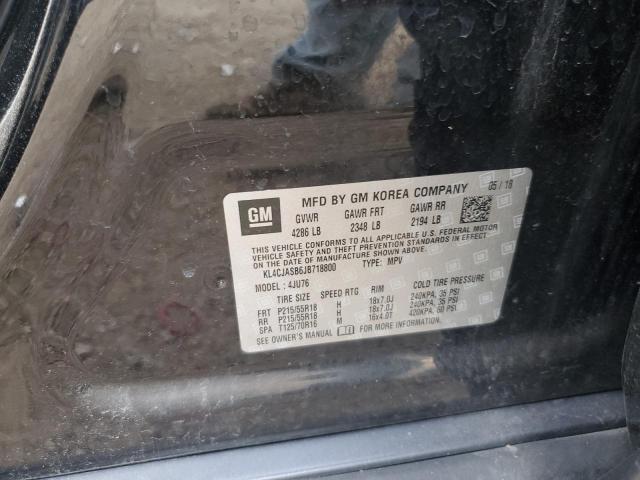 GM
MFD BY GM KOREA COMPANY 05 / 18
GVWR GAWR FRT GAWR RR
4286 LB 2348 LB 2194 LB
THIS VEHICLE CONFORMS TO ALL APPLICABLE U.S. FEDERAL MOTOR
VEHICLE SAFETY AND THEFT PREVENTION STANDARDS IN EFFECT ON
THE DATE OF MANUFACTURE SHOWN ABOVE.
KL4CJASB6JB718800 TYPE : MPV
MODEL : 4JU76
TIRE SIZE SPEED RTG RIM COLD TIRE PRESSURE
FRT P215/55R18 H 18x7.0J 240KPA, 35 PSI
RR P215/55R18 H 18x7.0J 240KPA, 35 PSI
SPA T125/70R16 M 16x4.0T 420KPA, 60 PSI
SEE OWNER'S MANUAL FOR ADDITIONAL INFORMATION